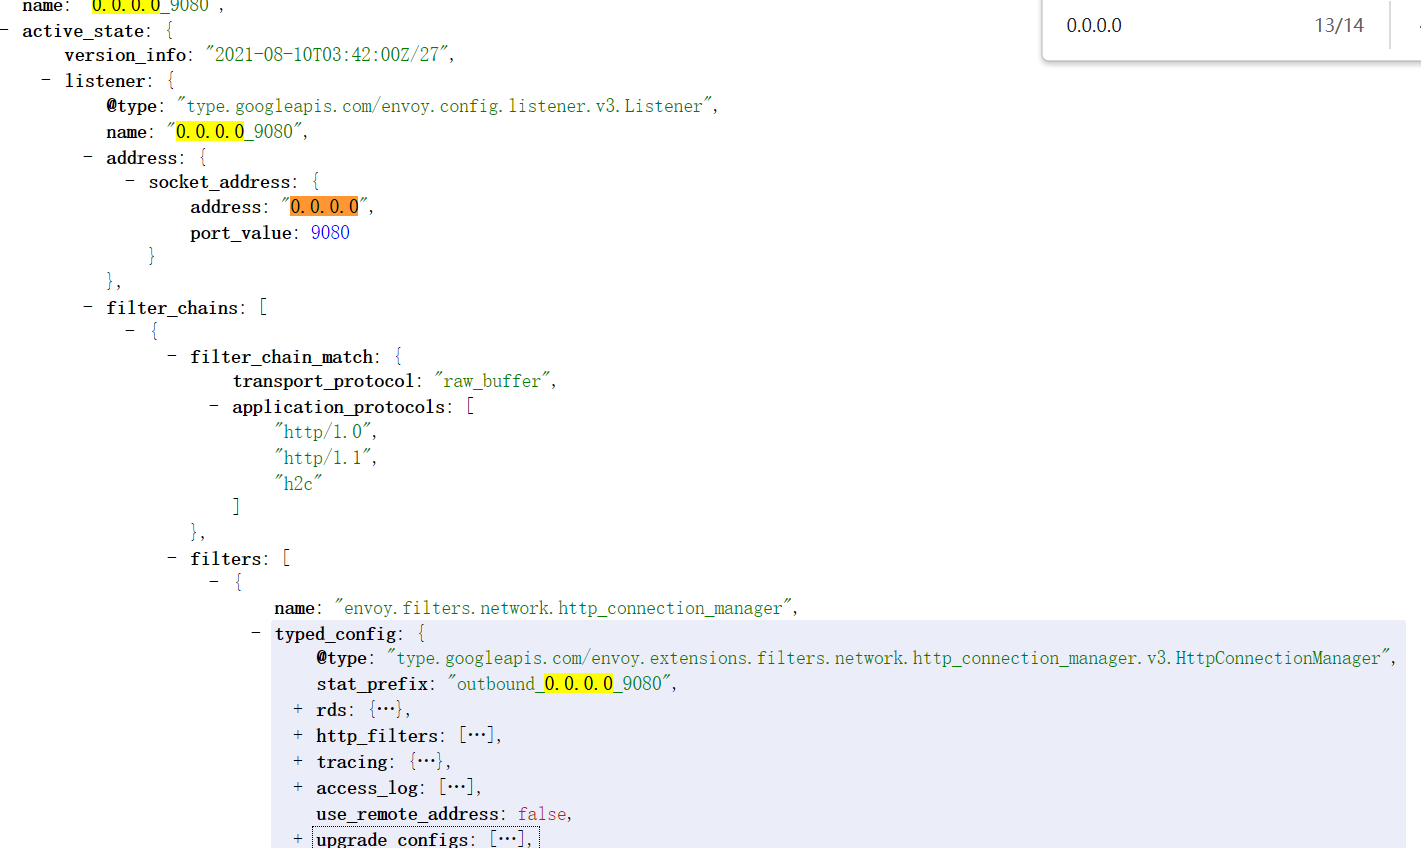 name: "0.0.0.0_9080",
0.0.0.0 13/14
− active_state: {
version_info: "2021-08-10T03:42:00Z/27",
− listener: {
@type: "type.googleapis.com/envoy.config.listener.v3.Listener",
name: "0.0.0.0_9080",
− address: {
− socket_address: {
address: "0.0.0.0",
port_value: 9080
}
},
− filter_chains: [
− {
− filter_chain_match: {
transport_protocol: "raw_buffer",
− application_protocols: [
"http/1.0",
"http/1.1",
"h2c"
]
},
− filters: [
− {
name: "envoy.filters.network.http_connection_manager",
− typed_config: {
@type: "type.googleapis.com/envoy.extensions.filters.network.http_connection_manager.v3.HttpConnectionManager",
stat_prefix: "outbound_0.0.0.0_9080",
+ rds: {⋯},
+ http_filters: [⋯],
+ tracing: {⋯},
+ access_log: [⋯],
use_remote_address: false,
+ upgrade_configs: [⋯],